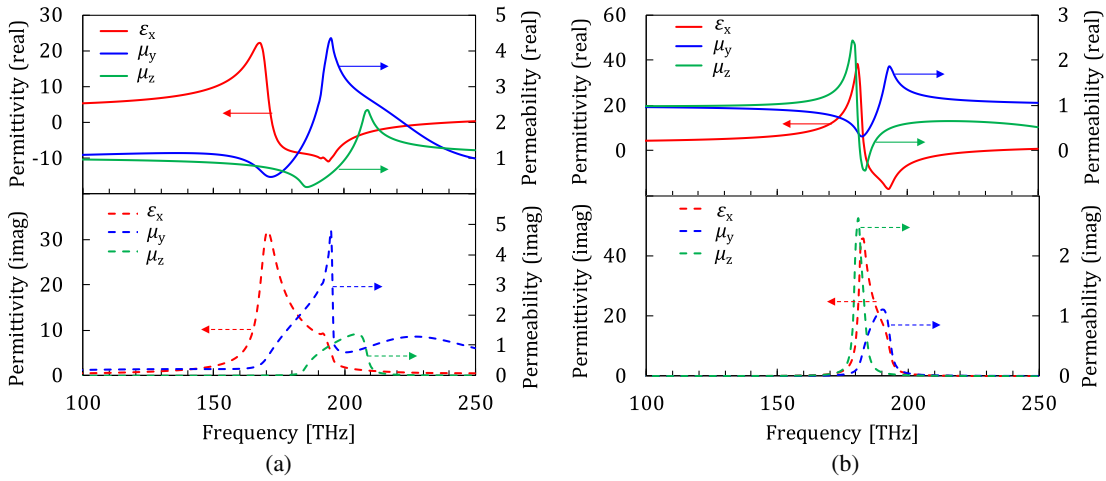 30
20
10
0
-10
Permittivity (real)
εx
μy
μz
5
4
3
2
1
Permeability (real)
30
20
10
0
Permittivity (imag)
εx
μy
μz
5
4
3
2
1
0
Permeability (imag)
100
150
200
250
Frequency [THz]
(a)
60
40
20
0
Permittivity (real)
εx
μy
μz
3
2
1
0
Permeability (real)
40
20
0
Permittivity (imag)
εx
μy
μz
2
1
0
Permeability (imag)
100
150
200
250
Frequency [THz]
(b)